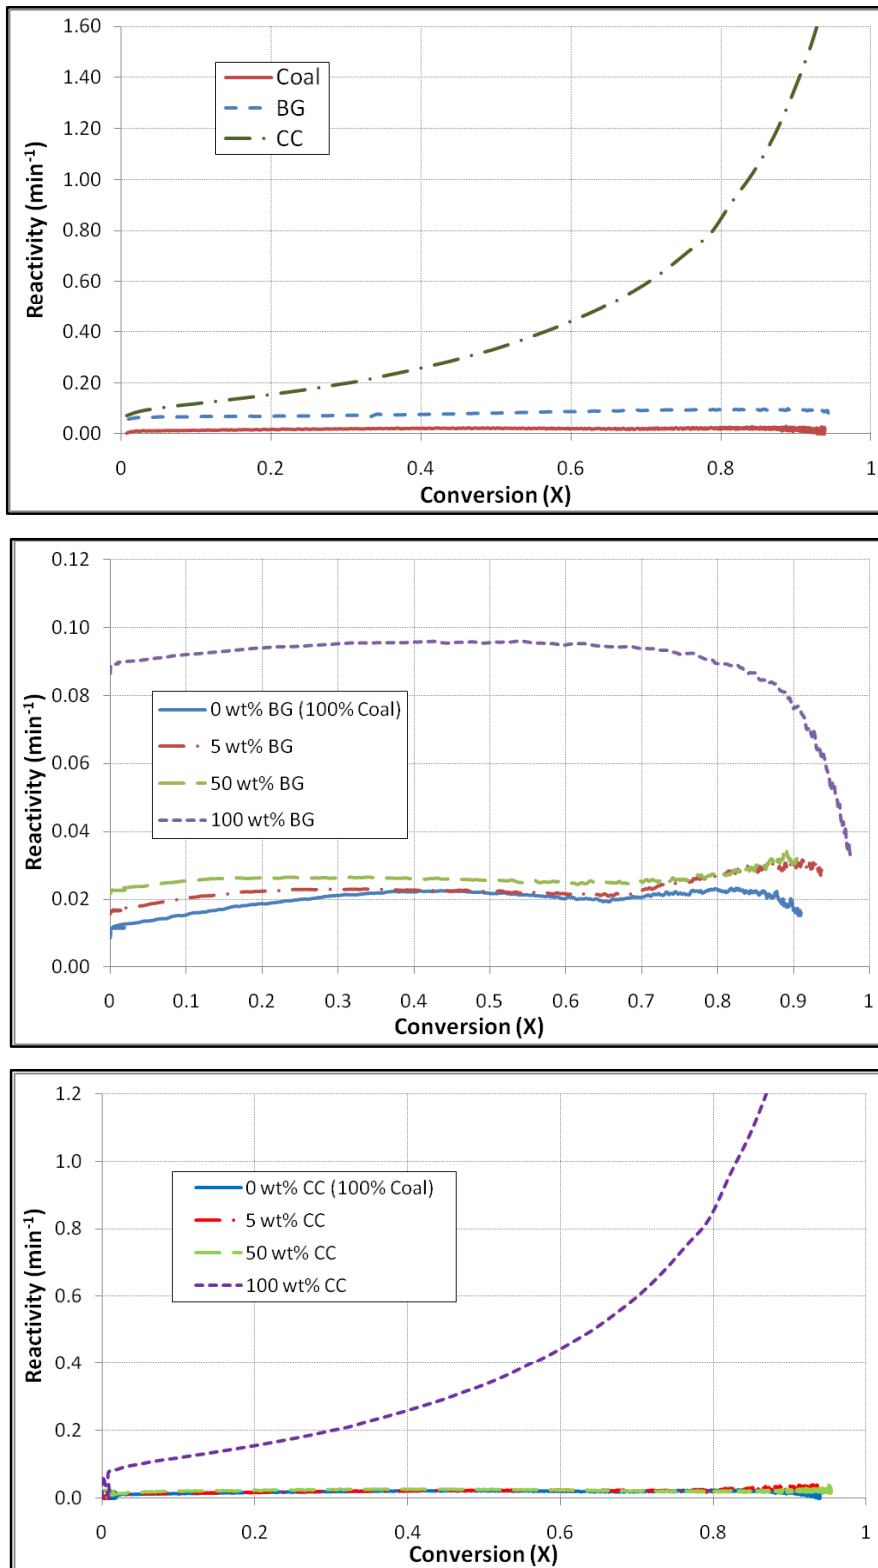 1.60
1.40
1.20
1.00
0.80
0.60
0.40
0.20
0.00
Reactivity (min⁻¹)
Coal
BG
CC
0 0.2 0.4 0.6 0.8 1
Conversion (X)
0.12
0.10
0.08
0.06
0.04
0.02
0.00
Reactivity (min⁻¹)
0 wt% BG (100% Coal)
5 wt% BG
50 wt% BG
100 wt% BG
0 0.1 0.2 0.3 0.4 0.5 0.6 0.7 0.8 0.9 1
Conversion (X)
1.2
1.0
0.8
0.6
0.4
0.2
0.0
Reactivity (min⁻¹)
0 wt% CC (100% Coal)
5 wt% CC
50 wt% CC
100 wt% CC
0 0.2 0.4 0.6 0.8 1
Conversion (X)